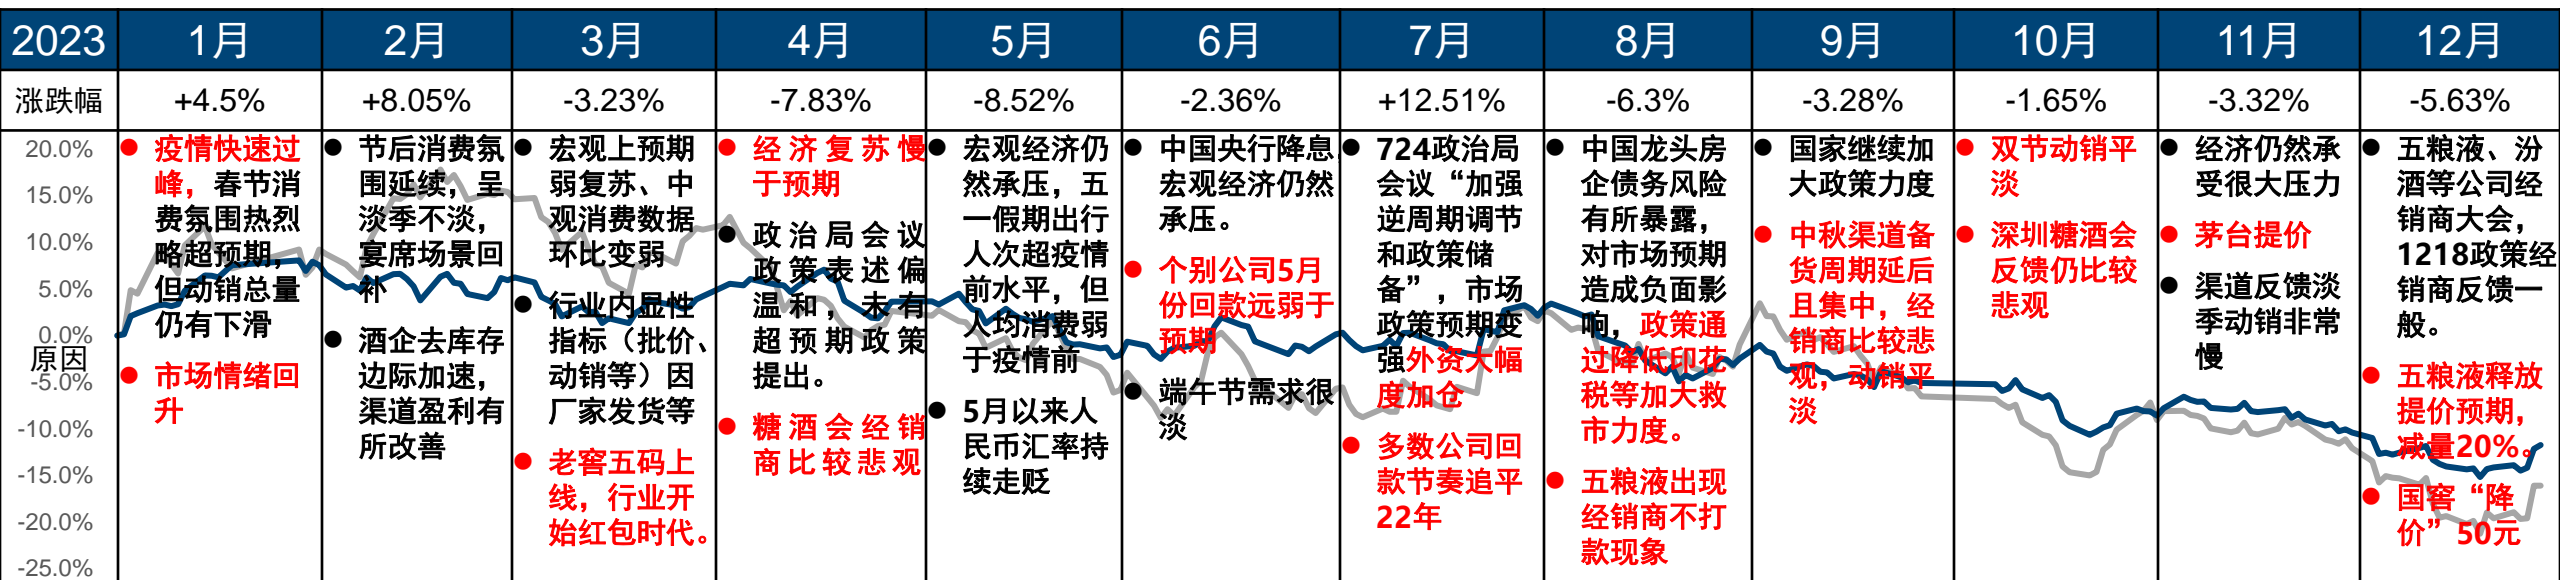 2023 1月 2月 3月 4月 5月 6月 7月 8月 9月 10月 11月 12月
涨跌幅 +4.5% +8.05% -3.23% -7.83% -8.52% -2.36% +12.51% -6.3% -3.28% -1.65% -3.32% -5.63%
20.0%
15.0%
10.0%
5.0%
0.0%
原因
-5.0%
-10.0%
-15.0%
-20.0%
-25.0%
疫情快速过
峰，春节消
费氛围热烈
略超预期，
但动销总量
仍有下滑
市场情绪回
升
节后消费氛
围延续，呈
淡季不淡，
宴席场景回
补
酒企去库存
边际加速，
渠道盈利有
所改善
宏观上预期
弱复苏、中
观消费数据
环比变弱
行业内显性
指标（批价、
动销等）因
厂家发货等
老窖五码上
线，行业开
始红包时代。
经济复苏慢
于预期
政治局会议
政策表述偏
温和，未有
超预期政策
提出。
糖酒会经销
商比较悲观
宏观经济仍
然承压，五
一假期出行
人次超疫情
前水平，但
人均消费弱
于疫情前
5月以来人
民币汇率持
续走贬
中国央行降息
宏观经济仍然
承压。
个别公司5月
份回款远弱于
预期
端午节需求很
淡
724政治局
会议“加强
逆周期调节
和政策储
备”，市场
政策预期变
强外资大幅
度加仓
多数公司回
款节奏追平
22年
中国龙头房
企债务风险
有所暴露，
对市场预期
造成负面影
响，政策通
过降低印花
税等加大救
市力度。
五粮液出现
经销商不打
款现象
国家继续加
大政策力度
中秋渠道备
货周期延后
且集中，经
销商比较悲
观，动销平
淡
双节动销平
淡
深圳糖酒会
反馈仍比较
悲观
经济仍然承
受很大压力
茅台提价
渠道反馈淡
季动销非常
慢
五粮液、汾
酒等公司经
销商大会，
1218政策经
销商反馈一
般。
五粮液释放
提价预期，
减量20%。
国窖“降
价”50元